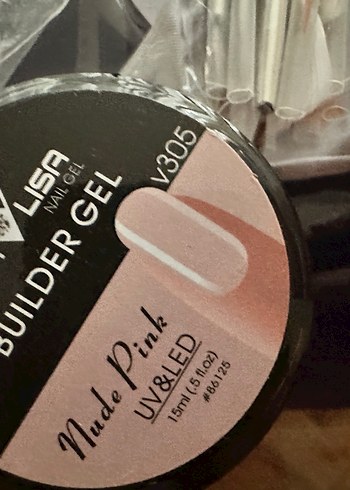 LISA
NAIL GEL
BUILDER GEL
V305
Nude Pink
UV&LED
15ml (.5 fl.oz)
#86125